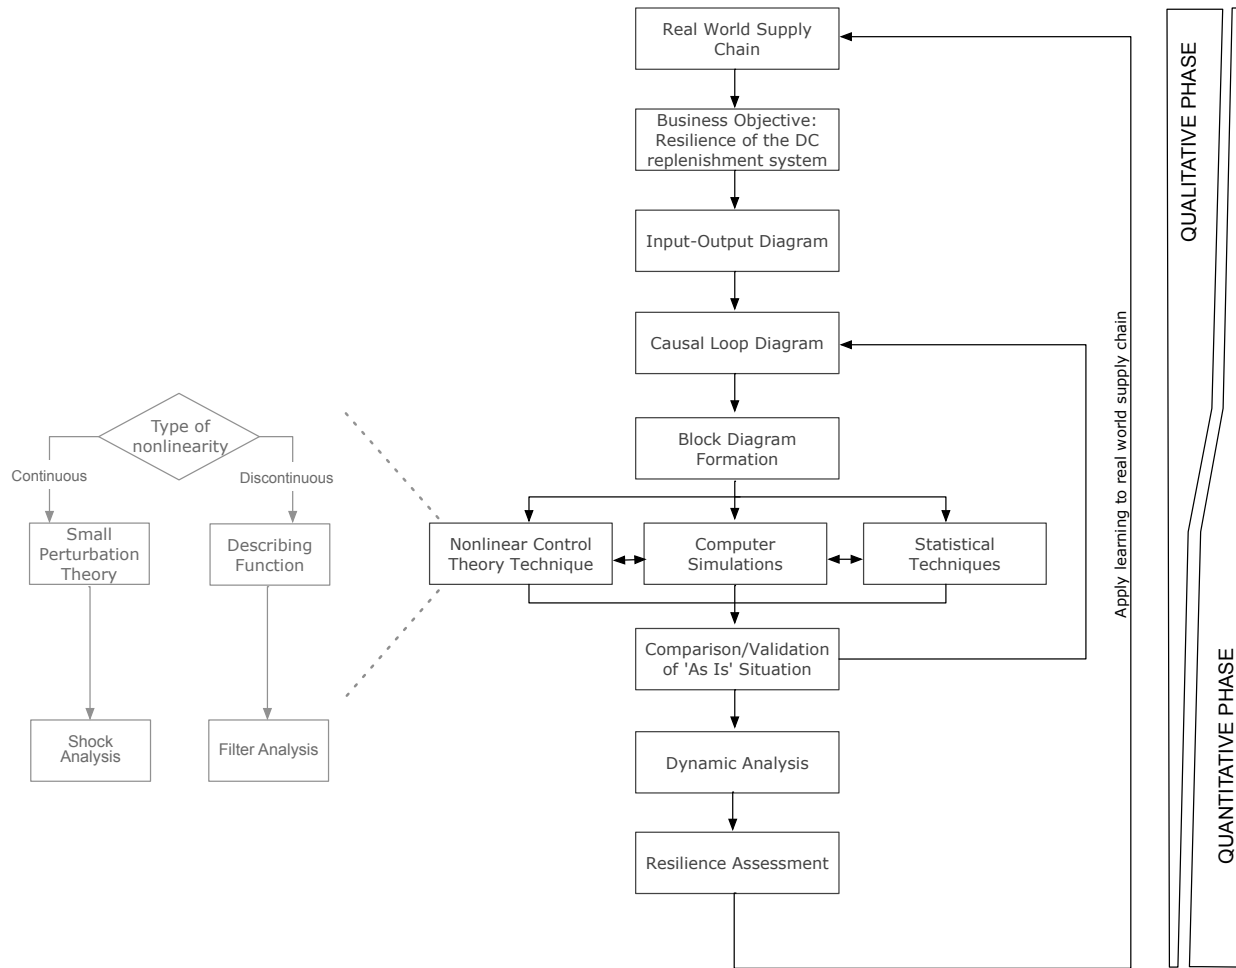 Real World Supply
Chain
Business Objective:
Resilience of the DC
replenishment system
Input-Output Diagram
Causal Loop Diagram
Block Diagram
Formation
Nonlinear Control
Theory Technique
Computer
Simulations
Statistical
Techniques
Comparison/Validation
of 'As Is' Situation
Dynamic Analysis
Resilience Assessment
Type of
nonlinearity
Continuous
Discontinuous
Small
Perturbation
Theory
Describing
Function
Shock
Analysis
Filter Analysis
Apply learning to real world supply chain
QUALITATIVE PHASE
QUANTITATIVE PHASE